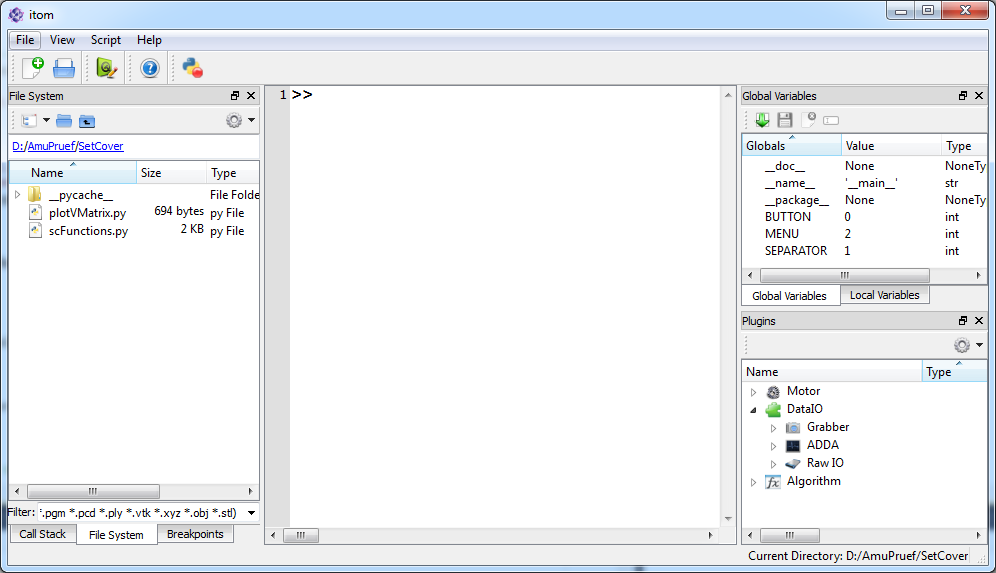 itom
File View Script Help
File System
D:/AmuPruef/SetCover
Name Size Type
__pycache__ File Folde
plotVMatrix.py 694 bytes py File
scFunctions.py 2 KB py File
Filter: *.pgm *.pcd *.ply *.vtk *.xyz *.obj *.stl)
Call Stack File System Breakpoints
1 >>
Global Variables
Globals Value Type
__doc__ None NoneTy
__name__ '__main__' str
__package__ None NoneTy
BUTTON 0 int
MENU 2 int
SEPARATOR 1 int
Global Variables Local Variables
Plugins
Name Type
Motor
DataIO
Grabber
ADDA
Raw IO
fx Algorithm
Current Directory: D:/AmuPruef/SetCover